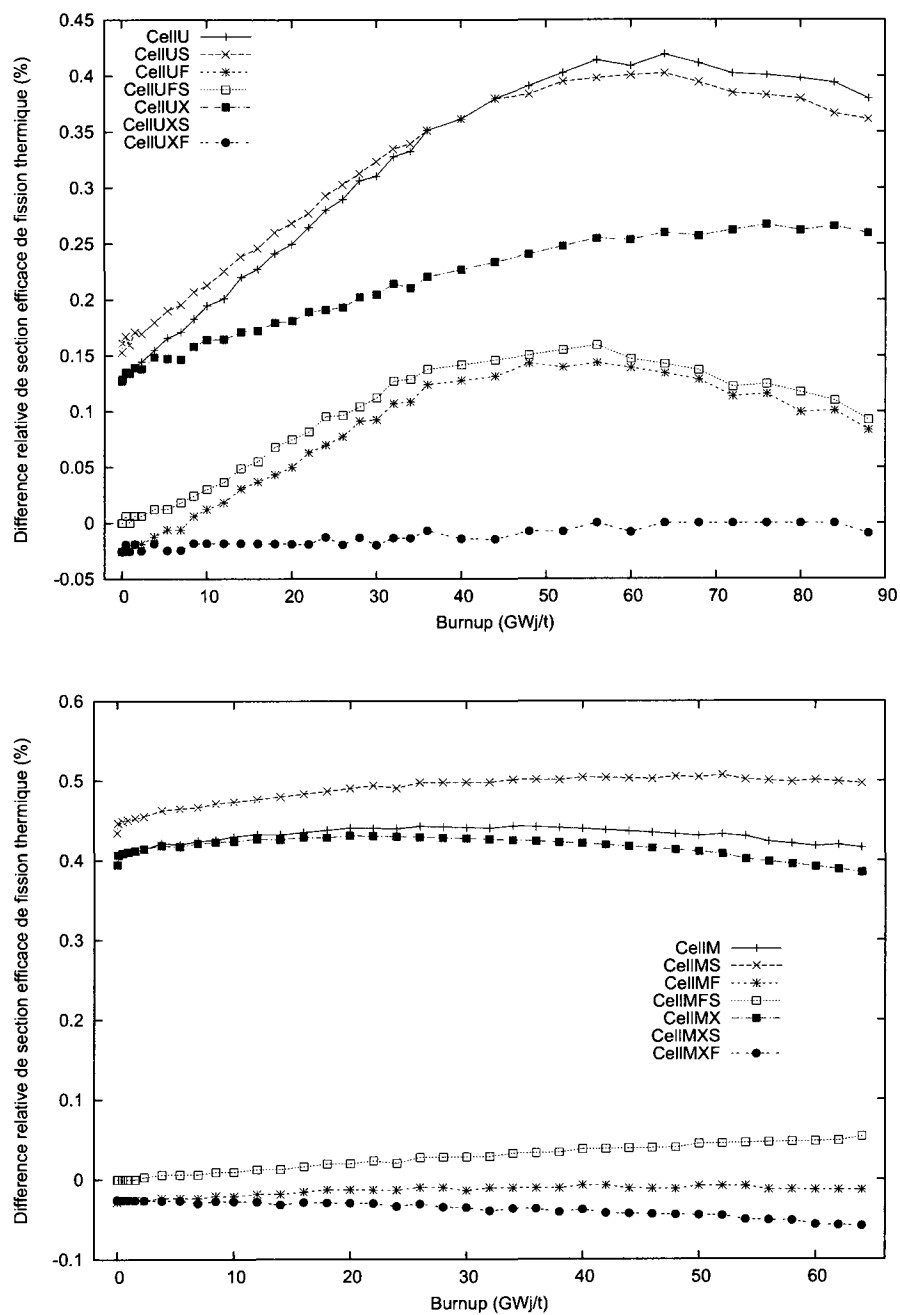 0.45
0.4
0.35
0.3
0.25
0.2
0.15
0.1
0.05
0
-0.05
Difference relative de section efficace de fission thermique (%)
CellU
CellUS
CellUF
CellUFS
CellUX
CellUXS
CellUXF
0 10 20 30 40 50 60 70 80 90
Burnup (GWj/t)
0.6
0.5
0.4
0.3
0.2
0.1
0
-0.1
Difference relative de section efficace de fission thermique (%)
CellM
CellMS
CellMF
CellMFS
CellMX
CellMXS
CellMXF
0 10 20 30 40 50 60
Burnup (GWj/t)